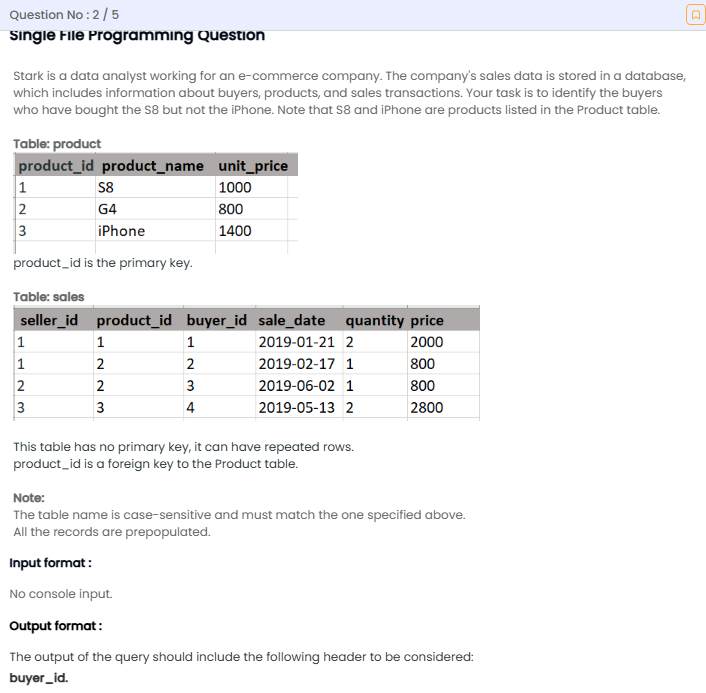 Question No : 2 / 5
Single File Programming Question
Stark is a data analyst working for an e-commerce company. The company's sales data is stored in a database,
which includes information about buyers, products, and sales transactions. Your task is to identify the buyers
who have bought the S8 but not the iPhone. Note that S8 and iPhone are products listed in the Product table.
Table: product
product_id product_name unit_price
1 S8 1000
2 G4 800
3 iPhone 1400
product_id is the primary key.
Table: sales
seller_id product_id buyer_id sale_date quantity price
1 1 1 2019-01-21 2 2000
1 2 2 2019-02-17 1 800
2 2 3 2019-06-02 1 800
3 3 4 2019-05-13 2 2800
This table has no primary key, it can have repeated rows.
product_id is a foreign key to the Product table.
Note:
The table name is case-sensitive and must match the one specified above.
All the records are prepopulated.
Input format :
No console input.
Output format :
The output of the query should include the following header to be considered:
buyer_id.